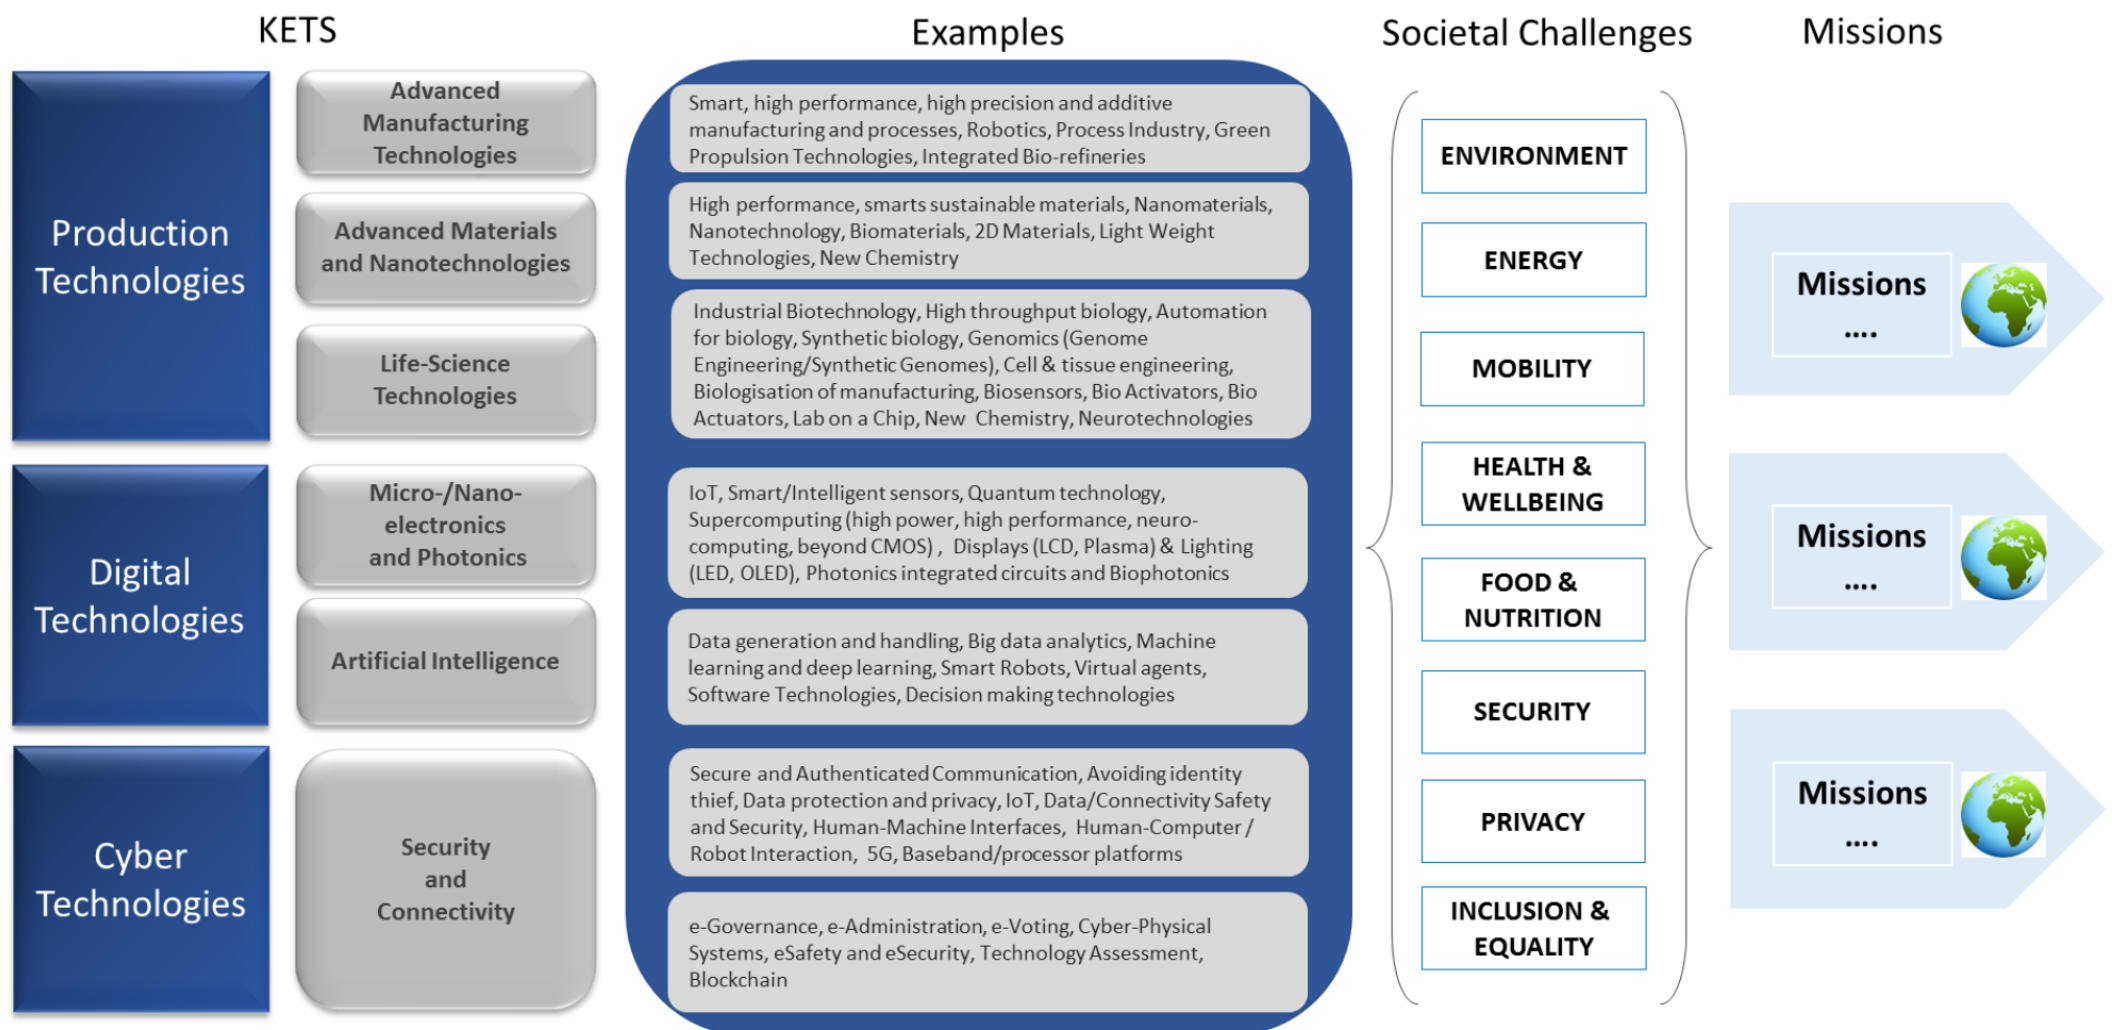 KETS
Examples
Societal Challenges
Missions
Production
Technologies
Advanced
Manufacturing
Technologies
Smart, high performance, high precision and additive
manufacturing and processes, Robotics, Process Industry, Green
Propulsion Technologies, Integrated Bio-refineries
Advanced Materials
and Nanotechnologies
High performance, smarts sustainable materials, Nanomaterials,
Nanotechnology, Biomaterials, 2D Materials, Light Weight
Technologies, New Chemistry
Life-Science
Technologies
Industrial Biotechnology, High throughput biology, Automation
for biology, Synthetic biology, Genomics (Genome
Engineering/Synthetic Genomes), Cell & tissue engineering,
Biologisation of manufacturing, Biosensors, Bio Activators, Bio
Actuators, Lab on a Chip, New Chemistry, Neurotechnologies
Digital
Technologies
Micro-/Nano-
electronics
and Photonics
IoT, Smart/Intelligent sensors, Quantum technology,
Supercomputing (high power, high performance, neuro-
computing, beyond CMOS) , Displays (LCD, Plasma) & Lighting
(LED, OLED), Photonics integrated circuits and Biophotonics
Artificial Intelligence
Data generation and handling, Big data analytics, Machine
learning and deep learning, Smart Robots, Virtual agents,
Software Technologies, Decision making technologies
Cyber
Technologies
Security
and
Connectivity
Secure and Authenticated Communication, Avoiding identity
thief, Data protection and privacy, IoT, Data/Connectivity Safety
and Security, Human-Machine Interfaces, Human-Computer /
Robot Interaction, 5G, Baseband/processor platforms
e-Governance, e-Administration, e-Voting, Cyber-Physical
Systems, eSafety and eSecurity, Technology Assessment,
Blockchain
ENVIRONMENT
ENERGY
MOBILITY
HEALTH &
WELLBEING
FOOD &
NUTRITION
SECURITY
PRIVACY
INCLUSION &
EQUALITY
Missions
....
Missions
....
Missions
....